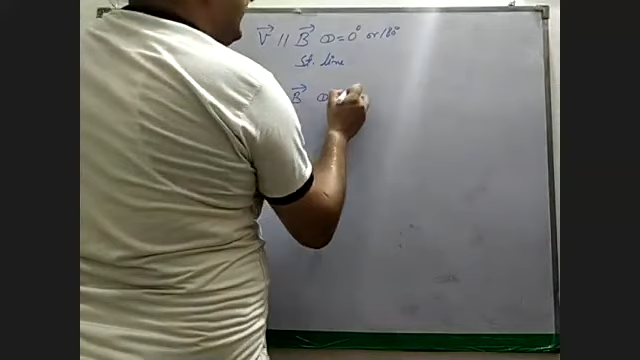 V⃗ // B⃗ θ = 0° or 180°
St. line
B⃗ θ